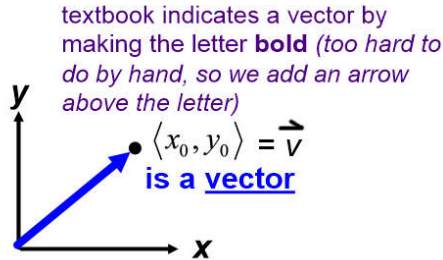 textbook indicates a vector by
making the letter bold (too hard to
do by hand, so we add an arrow
above the letter)
y
⟨x₀, y₀⟩ = v⃗
is a vector
x